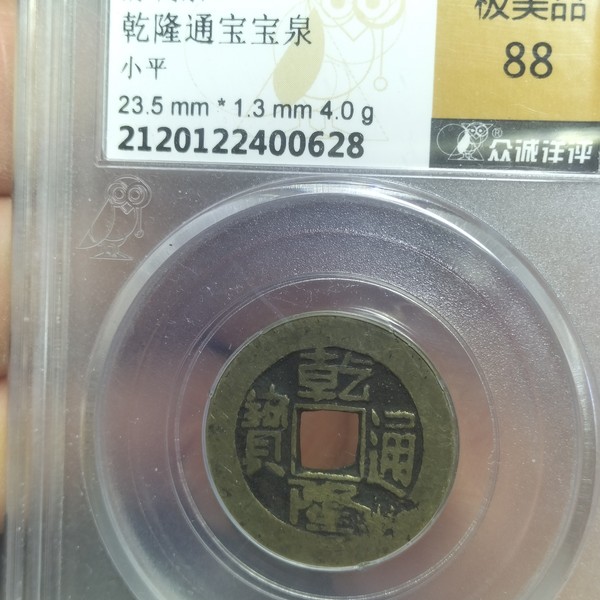 乾隆通宝宝泉
极美品
小平
88
23.5 mm * 1.3 mm 4.0 g
2120122400628
® 众诚评评
乾
寶 通
隆